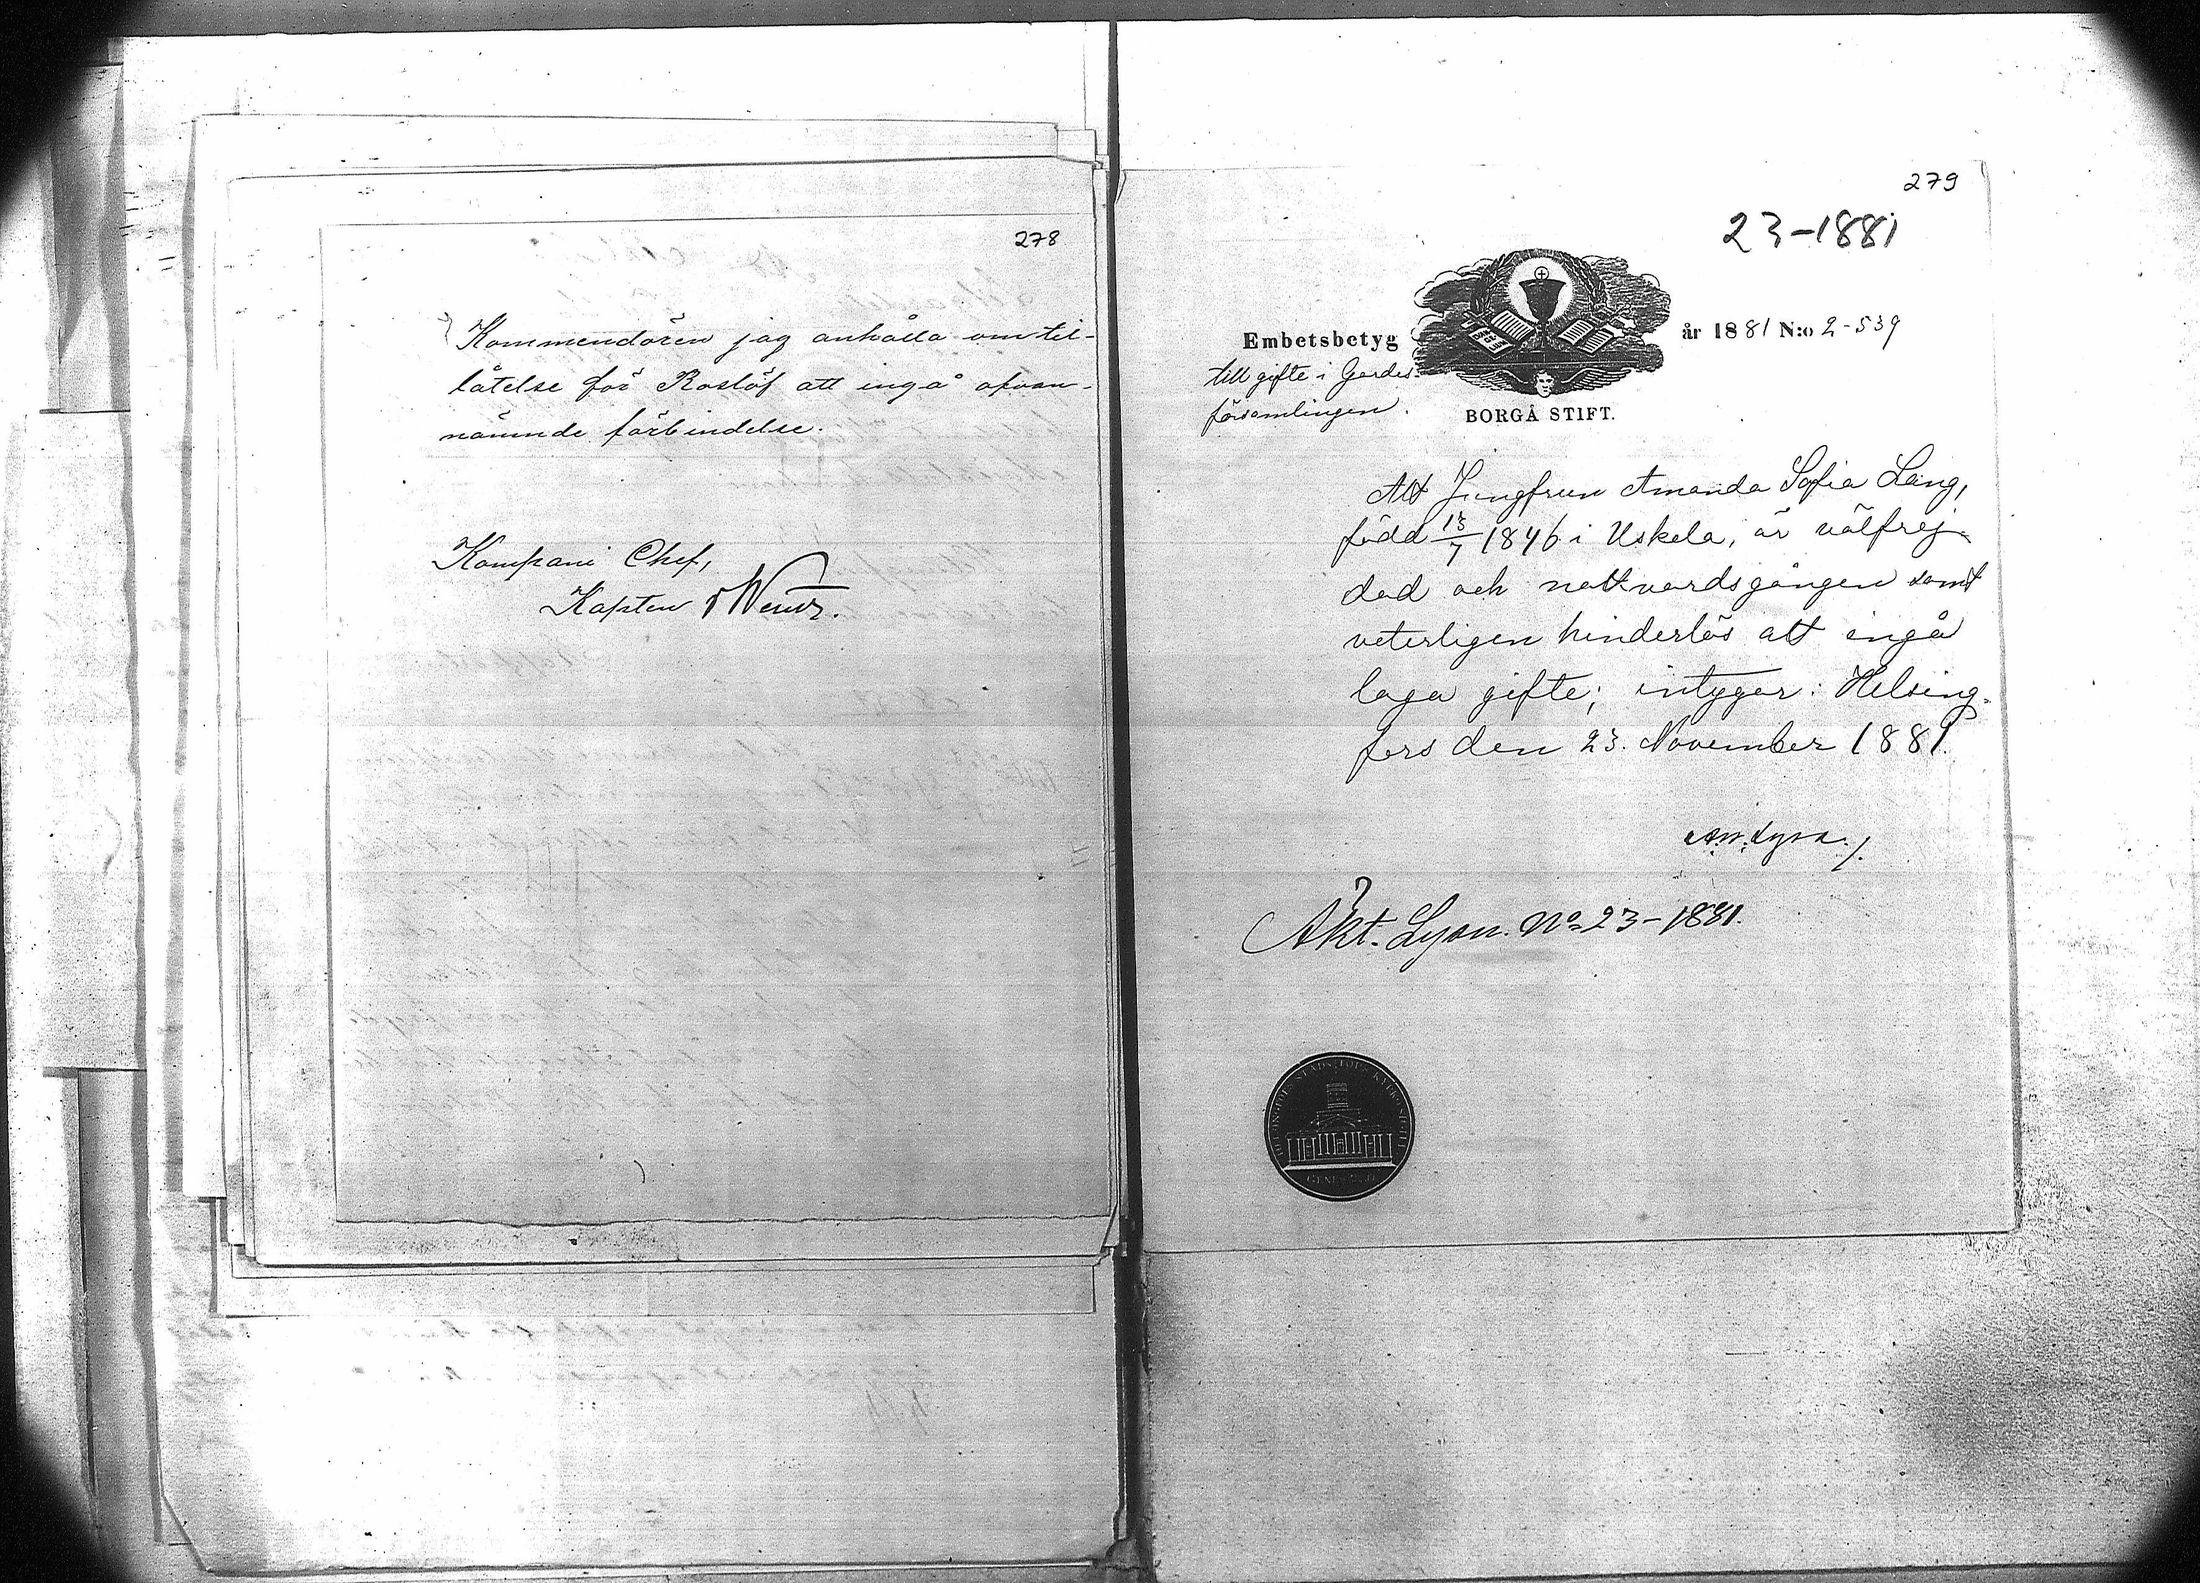 278
Kommendören jag anhålla om til-
låtelse för Roslöf att ingå ofvan-
nämnde förbindelse.
Kompani Chef,
Kapten
279
23-1881
Embetsbetyg
år 1881 N:o 2-539
till gifte i Gardes-
församlingen.
BORGÅ STIFT.
Att Jungfrun Amanda Sofia Lång,
född 13/7 1846 i Uskela, är välfrej-
dad och nattvardsgången samt
veterligen hinderlös att ingå
laga gifte; intygar: Helsing-
fors den 23. November 1881.
Akt. Lysn. No 23-1881.